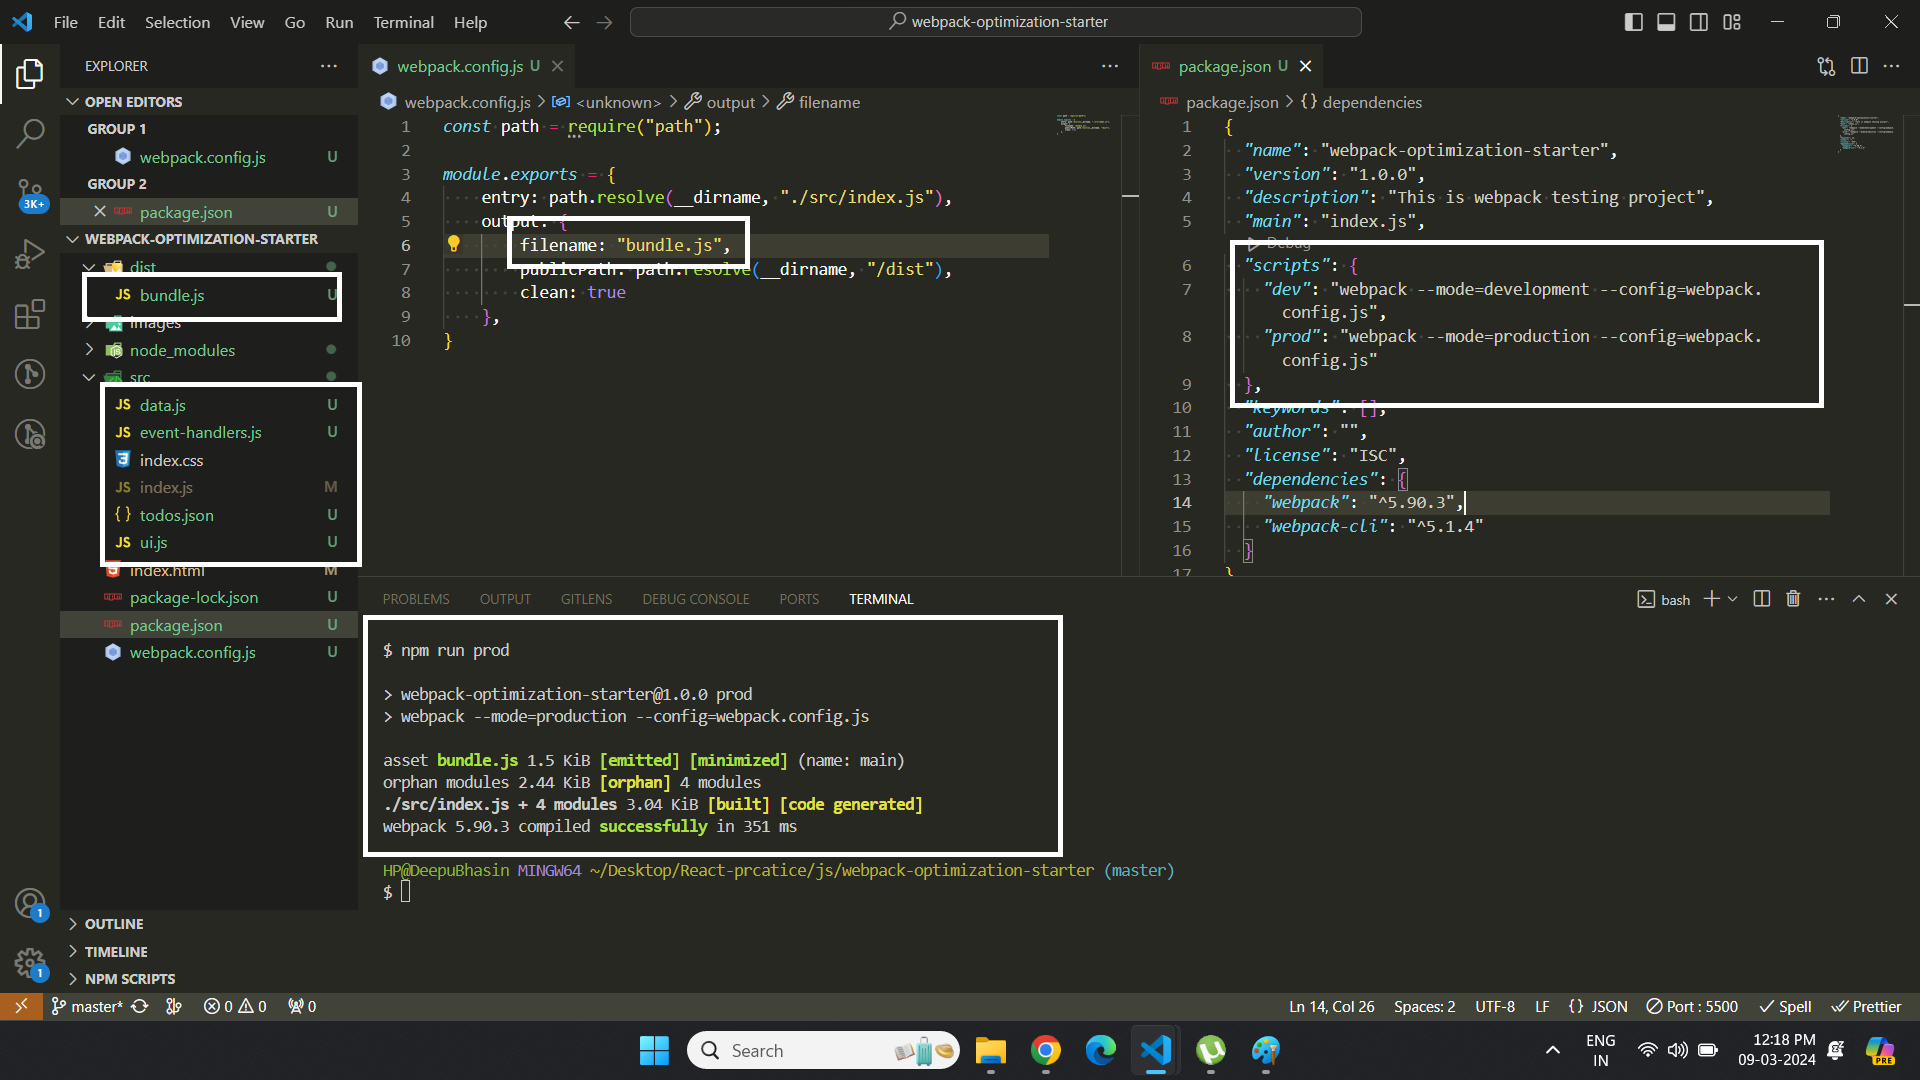 File Edit Selection View Go Run Terminal Help
webpack-optimization-starter
EXPLORER
OPEN EDITORS
GROUP 1
webpack.config.js U
GROUP 2
package.json U
WEBPACK-OPTIMIZATION-STARTER
dist
JS bundle.js U
images
node_modules
src
JS data.js U
JS event-handlers.js U
index.css
JS index.js M
{} todos.json U
JS ui.js U
index.html M
package-lock.json U
package.json U
webpack.config.js U
OUTLINE
TIMELINE
NPM SCRIPTS
3K+
1
1
webpack.config.js U
webpack.config.js > <unknown> > output > filename
1 const path = require("path");
2
3 module.exports = {
4 entry: path.resolve(__dirname, "./src/index.js"),
5 output: {
6 filename: "bundle.js",
7 publicPath: path.resolve(__dirname, "/dist"),
8 clean: true
9 },
10 }
package.json U
package.json > {} dependencies
1 {
2 "name": "webpack-optimization-starter",
3 "version": "1.0.0",
4 "description": "This is webpack testing project",
5 "main": "index.js",
Debug
6 "scripts": {
7 "dev": "webpack --mode=development --config=webpack.
config.js",
8 "prod": "webpack --mode=production --config=webpack.
config.js"
9 },
10 "keywords": [],
11 "author": "",
12 "license": "ISC",
13 "dependencies": {
14 "webpack": "^5.90.3",
15 "webpack-cli": "^5.1.4"
16 }
17 }
PROBLEMS OUTPUT GITLENS DEBUG CONSOLE PORTS TERMINAL
bash
$ npm run prod
> webpack-optimization-starter@1.0.0 prod
> webpack --mode=production --config=webpack.config.js
asset bundle.js 1.5 KiB [emitted] [minimized] (name: main)
orphan modules 2.44 KiB [orphan] 4 modules
./src/index.js + 4 modules 3.04 KiB [built] [code generated]
webpack 5.90.3 compiled successfully in 351 ms
HP@DeepuBhasin MINGW64 ~/Desktop/React-prcatice/js/webpack-optimization-starter (master)
$
master* 0 0 0
Ln 14, Col 26 Spaces: 2 UTF-8 LF {} JSON Port : 5500 Spell Prettier
Search
ENG
IN
12:18 PM
09-03-2024
PRE